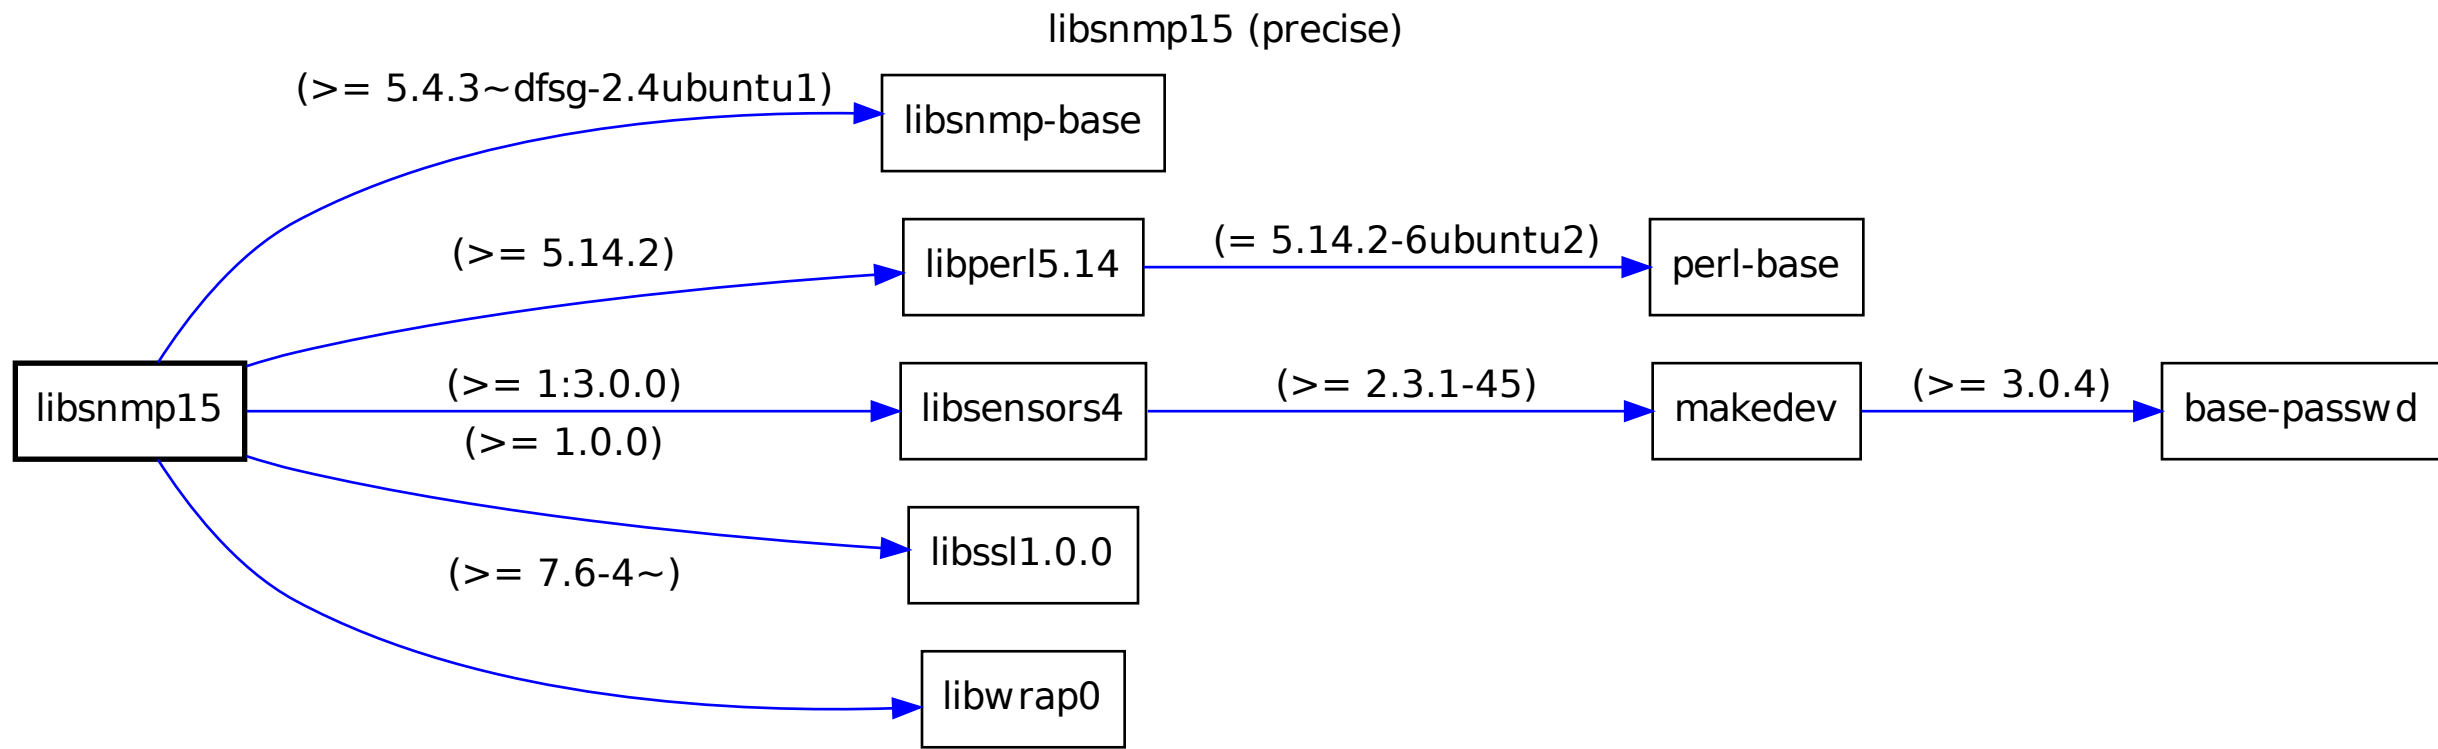 libsnmp15 (precise)
(>= 5.4.3~dfsg-2.4ubuntu1)
libsnmp-base
(>= 5.14.2)
libperl5.14
(= 5.14.2-6ubuntu2)
perl-base
libsnmp15
(>= 1:3.0.0)
libsensors4
(>= 2.3.1-45)
makedev
(>= 3.0.4)
base-passwd
(>= 1.0.0)
libssl1.0.0
(>= 7.6-4~)
libwrap0